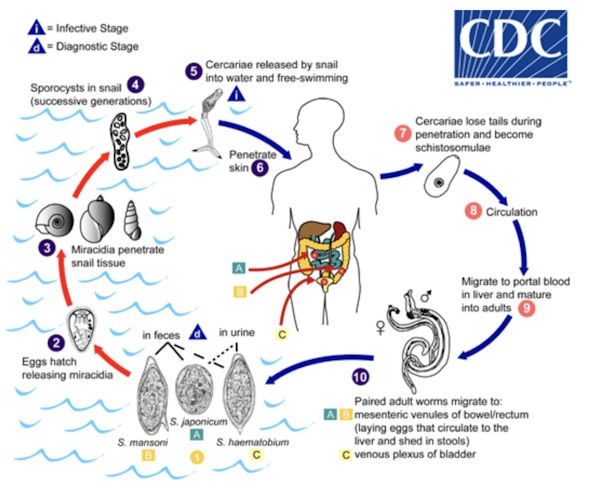 i = Infective Stage
d = Diagnostic Stage
CDC
SAFER • HEALTHIER • PEOPLE™
5 Cercariae released by snail
into water and free-swimming
i
Sporocysts in snail 4
(successive generations)
7 Cercariae lose tails during
penetration and become
schistosomulae
Penetrate
skin 6
8 Circulation
3 Miracidia penetrate
snail tissue
A
B
C
Migrate to portal blood
in liver and mature
into adults 9
♂
♀
2
Eggs hatch
releasing miracidia
in feces d in urine
10
Paired adult worms migrate to:
A B mesenteric venules of bowel/rectum
(laying eggs that circulate to the
liver and shed in stools)
C venous plexus of bladder
S. japonicum
A
S. mansoni S. haematobium
B 1 C